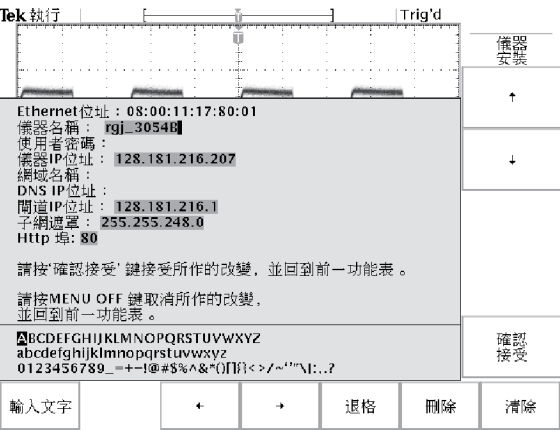 Tek 執行 Trig'd
儀器
安裝
Ethernet位址：08:00:11:17:80:01
儀器名稱： rgj_3054B
使用者密碼：
儀器IP位址： 128.181.216.207
網域名稱：
DNS IP位址：
閘道IP位址： 128.181.216.1
子網遮罩： 255.255.248.0
Http 埠: 80
請按'確認接受' 鍵接受所作的改變，並回到前一功能表。
請按MENU OFF 鍵取消所作的改變，
並回到前一功能表。
ABCDEFGHIJKLMNOPQRSTUVWXYZ
abcdefghijklmnopqrstuvwxyz
0123456789_=+-!@#$%^&*()[]{}<>/~'"\|:,.?
確認
接受
輸入文字 ← → 退格 刪除 清除